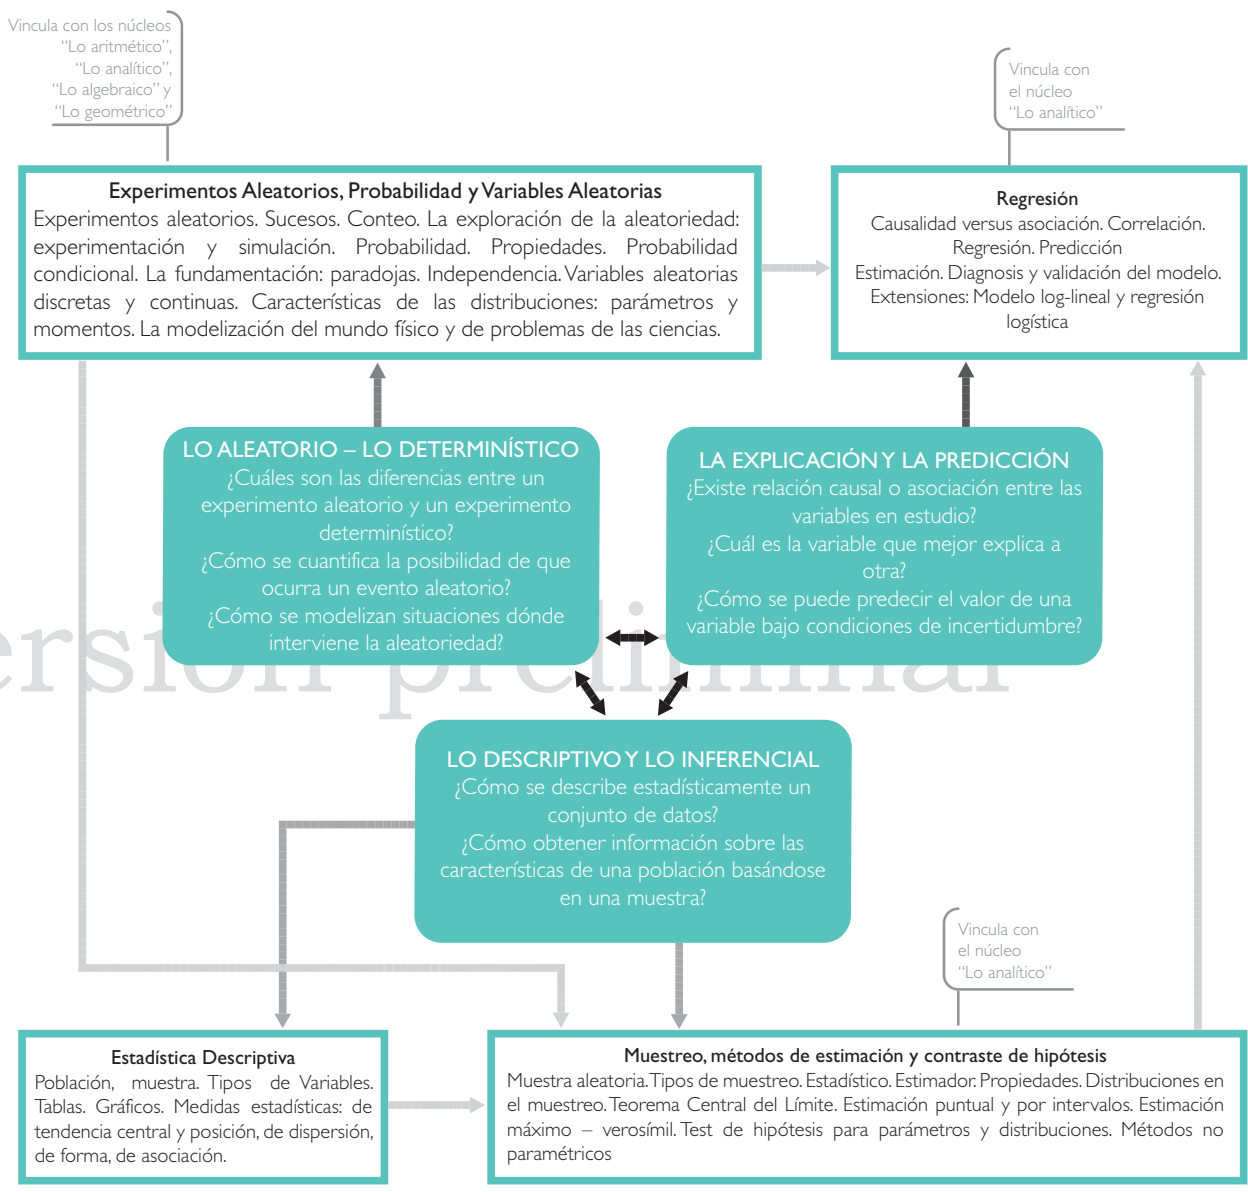 Vincula con los núcleos
“Lo aritmético”,
“Lo analítico”,
“Lo algebraico” y
“Lo geométrico”
Vincula con
el núcleo
“Lo analítico”
Experimentos Aleatorios, Probabilidad y Variables Aleatorias
Experimentos aleatorios. Sucesos. Conteo. La exploración de la aleatoriedad:
experimentación y simulación. Probabilidad. Propiedades. Probabilidad
condicional. La fundamentación: paradojas. Independencia. Variables aleatorias
discretas y continuas. Características de las distribuciones: parámetros y
momentos. La modelización del mundo físico y de problemas de las ciencias.
Regresión
Causalidad versus asociación. Correlación.
Regresión. Predicción
Estimación. Diagnosis y validación del modelo.
Extensiones: Modelo log-lineal y regresión
logística
LO ALEATORIO – LO DETERMINÍSTICO
¿Cuáles son las diferencias entre un
experimento aleatorio y un experimento
determinístico?
¿Cómo se cuantifica la posibilidad de que
ocurra un evento aleatorio?
¿Cómo se modelizan situaciones dónde
interviene la aleatoriedad?
LA EXPLICACIÓN Y LA PREDICCIÓN
¿Existe relación causal o asociación entre las
variables en estudio?
¿Cuál es la variable que mejor explica a
otra?
¿Cómo se puede predecir el valor de una
variable bajo condiciones de incertidumbre?
ersión preliminar
LO DESCRIPTIVO Y LO INFERENCIAL
¿Cómo se describe estadísticamente un
conjunto de datos?
¿Cómo obtener información sobre las
características de una población basándose
en una muestra?
Vincula con
el núcleo
“Lo analítico”
Estadística Descriptiva
Población, muestra. Tipos de Variables.
Tablas. Gráficos. Medidas estadísticas: de
tendencia central y posición, de dispersión,
de forma, de asociación.
Muestreo, métodos de estimación y contraste de hipótesis
Muestra aleatoria. Tipos de muestreo. Estadístico. Estimador. Propiedades. Distribuciones en
el muestreo. Teorema Central del Límite. Estimación puntual y por intervalos. Estimación
máximo – verosímil. Test de hipótesis para parámetros y distribuciones. Métodos no
paramétricos